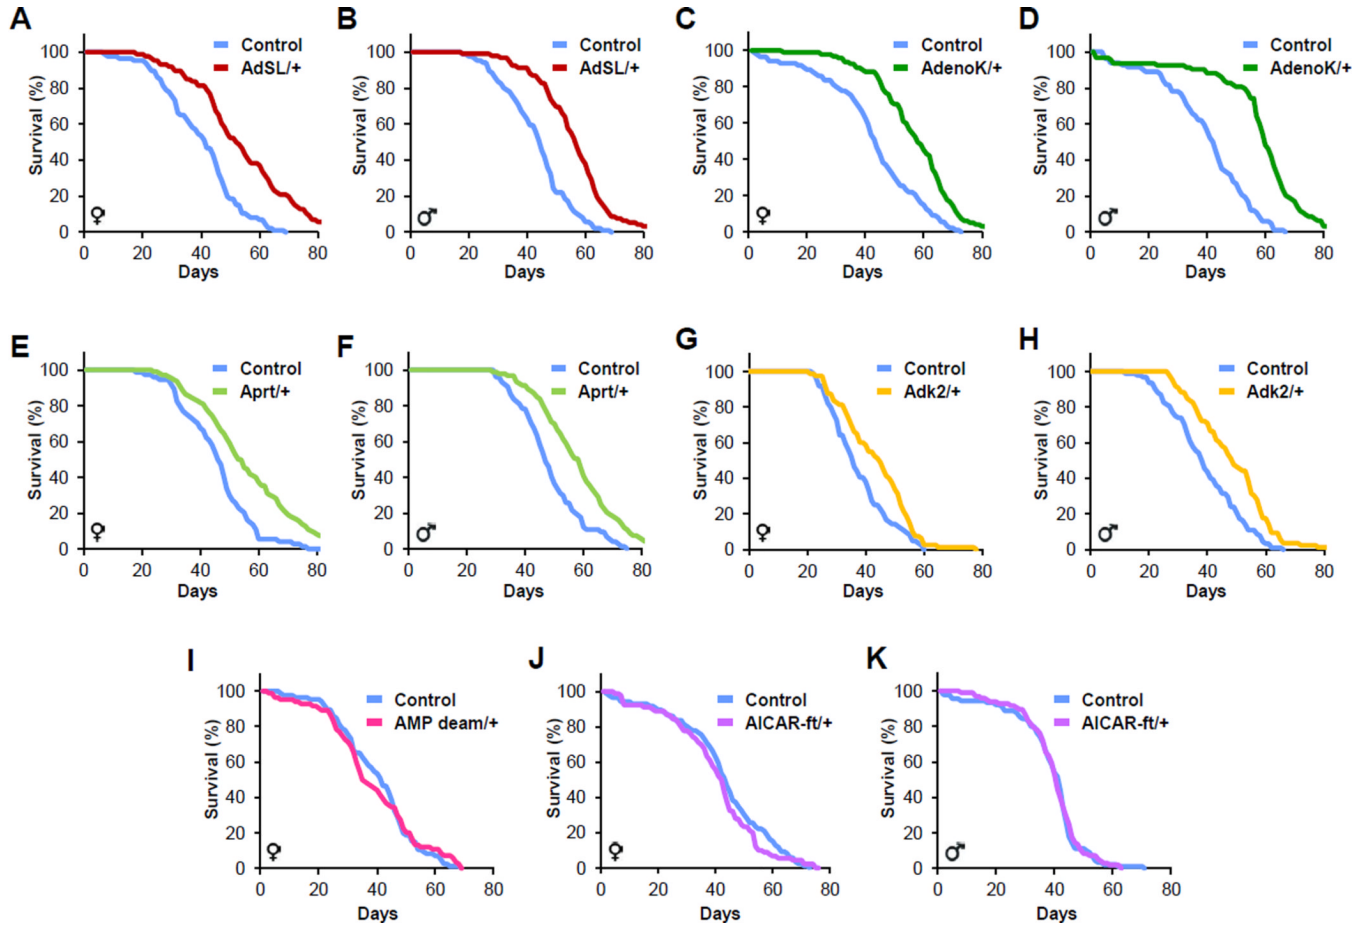 A
Control
AdSL/+
Survival (%)
100
80
60
40
20
0
0 20 40 60 80
Days
♀
B
Control
AdSL/+
Survival (%)
100
80
60
40
20
0
0 20 40 60 80
Days
♂
C
Control
AdenoK/+
Survival (%)
100
80
60
40
20
0
0 20 40 60 80
Days
♀
D
Control
AdenoK/+
Survival (%)
100
80
60
40
20
0
0 20 40 60 80
Days
♂
E
Control
Aprt/+
Survival (%)
100
80
60
40
20
0
0 20 40 60 80
Days
♀
F
Control
Aprt/+
Survival (%)
100
80
60
40
20
0
0 20 40 60 80
Days
♂
G
Control
Adk2/+
Survival (%)
100
80
60
40
20
0
0 20 40 60 80
Days
♀
H
Control
Adk2/+
Survival (%)
100
80
60
40
20
0
0 20 40 60 80
Days
♂
I
Control
AMP deam/+
Survival (%)
100
80
60
40
20
0
0 20 40 60 80
Days
♀
J
Control
AICAR-ft/+
Survival (%)
100
80
60
40
20
0
0 20 40 60 80
Days
♀
K
Control
AICAR-ft/+
Survival (%)
100
80
60
40
20
0
0 20 40 60 80
Days
♂